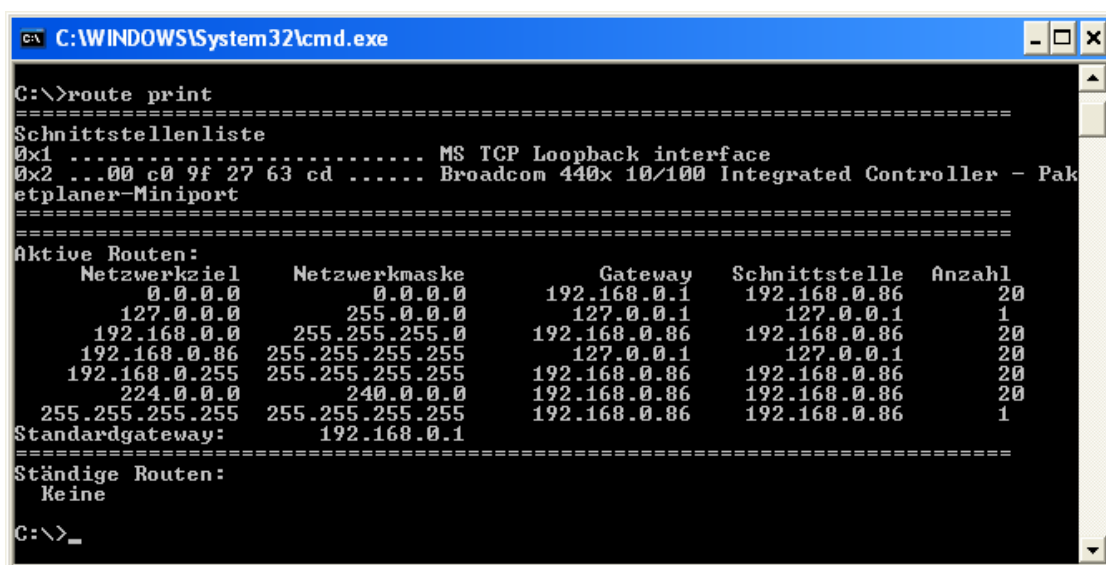 C:\WINDOWS\System32\cmd.exe
C:\>route print
===========================================================================
Schnittstellenliste
0x1 ........................... MS TCP Loopback interface
0x2 ...00 c0 9f 27 63 cd ...... Broadcom 440x 10/100 Integrated Controller - Pak
etplaner-Miniport
===========================================================================
===========================================================================
Aktive Routen:
     Netzwerkziel    Netzwerkmaske          Gateway   Schnittstelle  Anzahl
          0.0.0.0          0.0.0.0      192.168.0.1    192.168.0.86       20
        127.0.0.0        255.0.0.0        127.0.0.1       127.0.0.1       1
      192.168.0.0    255.255.255.0     192.168.0.86    192.168.0.86       20
     192.168.0.86  255.255.255.255        127.0.0.1       127.0.0.1       20
    192.168.0.255  255.255.255.255     192.168.0.86    192.168.0.86       20
        224.0.0.0        240.0.0.0     192.168.0.86    192.168.0.86       20
  255.255.255.255  255.255.255.255     192.168.0.86    192.168.0.86       1
Standardgateway:       192.168.0.1
===========================================================================
Ständige Routen:
  Keine
C:\>_